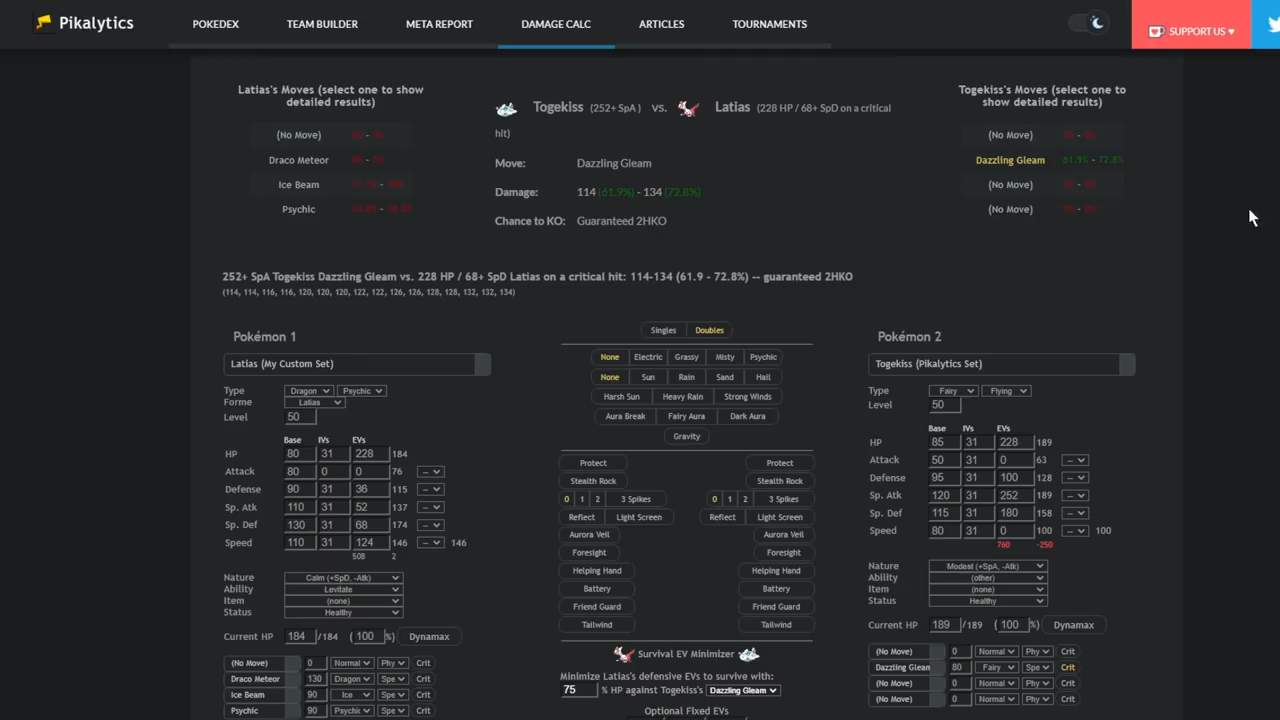 Pikalytics
POKEDEX
TEAM BUILDER
META REPORT
DAMAGE CALC
ARTICLES
TOURNAMENTS
SUPPORT US ♥
Latias's Moves (select one to show
detailed results)
(No Move)
Draco Meteor
Ice Beam
Psychic
Togekiss (252+ SpA ) VS. Latias (228 HP / 68+ SpD on a critical
hit)
Move: Dazzling Gleam
Damage: 114 (61.9%) - 134 (72.8%)
Chance to KO: Guaranteed 2HKO
Togekiss's Moves (select one to
show detailed results)
(No Move)
Dazzling Gleam 61.9% - 72.8%
(No Move)
(No Move)
252+ SpA Togekiss Dazzling Gleam vs. 228 HP / 68+ SpD Latias on a critical hit: 114-134 (61.9 - 72.8%) -- guaranteed 2HKO
(114, 114, 116, 116, 120, 120, 120, 122, 122, 126, 126, 128, 128, 132, 132, 134)
Pokémon 1
Latias (My Custom Set)
Type Dragon Psychic
Forme Latias
Level 50
Base IVs EVs
HP 80 31 228 184
Attack 80 0 0 76 --
Defense 90 31 36 115 --
Sp. Atk 110 31 52 137 --
Sp. Def 130 31 68 174 --
Speed 110 31 124 146 -- 146
508 2
Nature Calm (+SpD, -Atk)
Ability Levitate
Item (none)
Status Healthy
Current HP 184 /184 ( 100 %) Dynamax
(No Move) 0 Normal Phy Crit
Draco Meteor 130 Dragon Spe Crit
Ice Beam 90 Ice Spe Crit
Psychic 90 Psychic Spe Crit
Singles Doubles
None Electric Grassy Misty Psychic
None Sun Rain Sand Hail
Harsh Sun Heavy Rain Strong Winds
Aura Break Fairy Aura Dark Aura
Gravity
Protect Protect
Stealth Rock Stealth Rock
0 1 2 3 Spikes 0 1 2 3 Spikes
Reflect Light Screen Reflect Light Screen
Aurora Veil Aurora Veil
Foresight Foresight
Helping Hand Helping Hand
Battery Battery
Friend Guard Friend Guard
Tailwind Tailwind
Survival EV Minimizer
Minimize Latias's defensive EVs to survive with:
75 % HP against Togekiss's Dazzling Gleam
Optional Fixed EVs
Pokémon 2
Togekiss (Pikalytics Set)
Type Fairy Flying
Level 50
Base IVs EVs
HP 85 31 228 189
Attack 50 31 0 63 --
Defense 95 31 100 128 --
Sp. Atk 120 31 252 189 --
Sp. Def 115 31 180 158 --
Speed 80 31 0 100 -- 100
760 -250
Nature Modest (+SpA, -Atk)
Ability (other)
Item (none)
Status Healthy
Current HP 189 /189 ( 100 %) Dynamax
(No Move) 0 Normal Phy Crit
Dazzling Gleam 80 Fairy Spe Crit
(No Move) 0 Normal Phy Crit
(No Move) 0 Normal Phy Crit